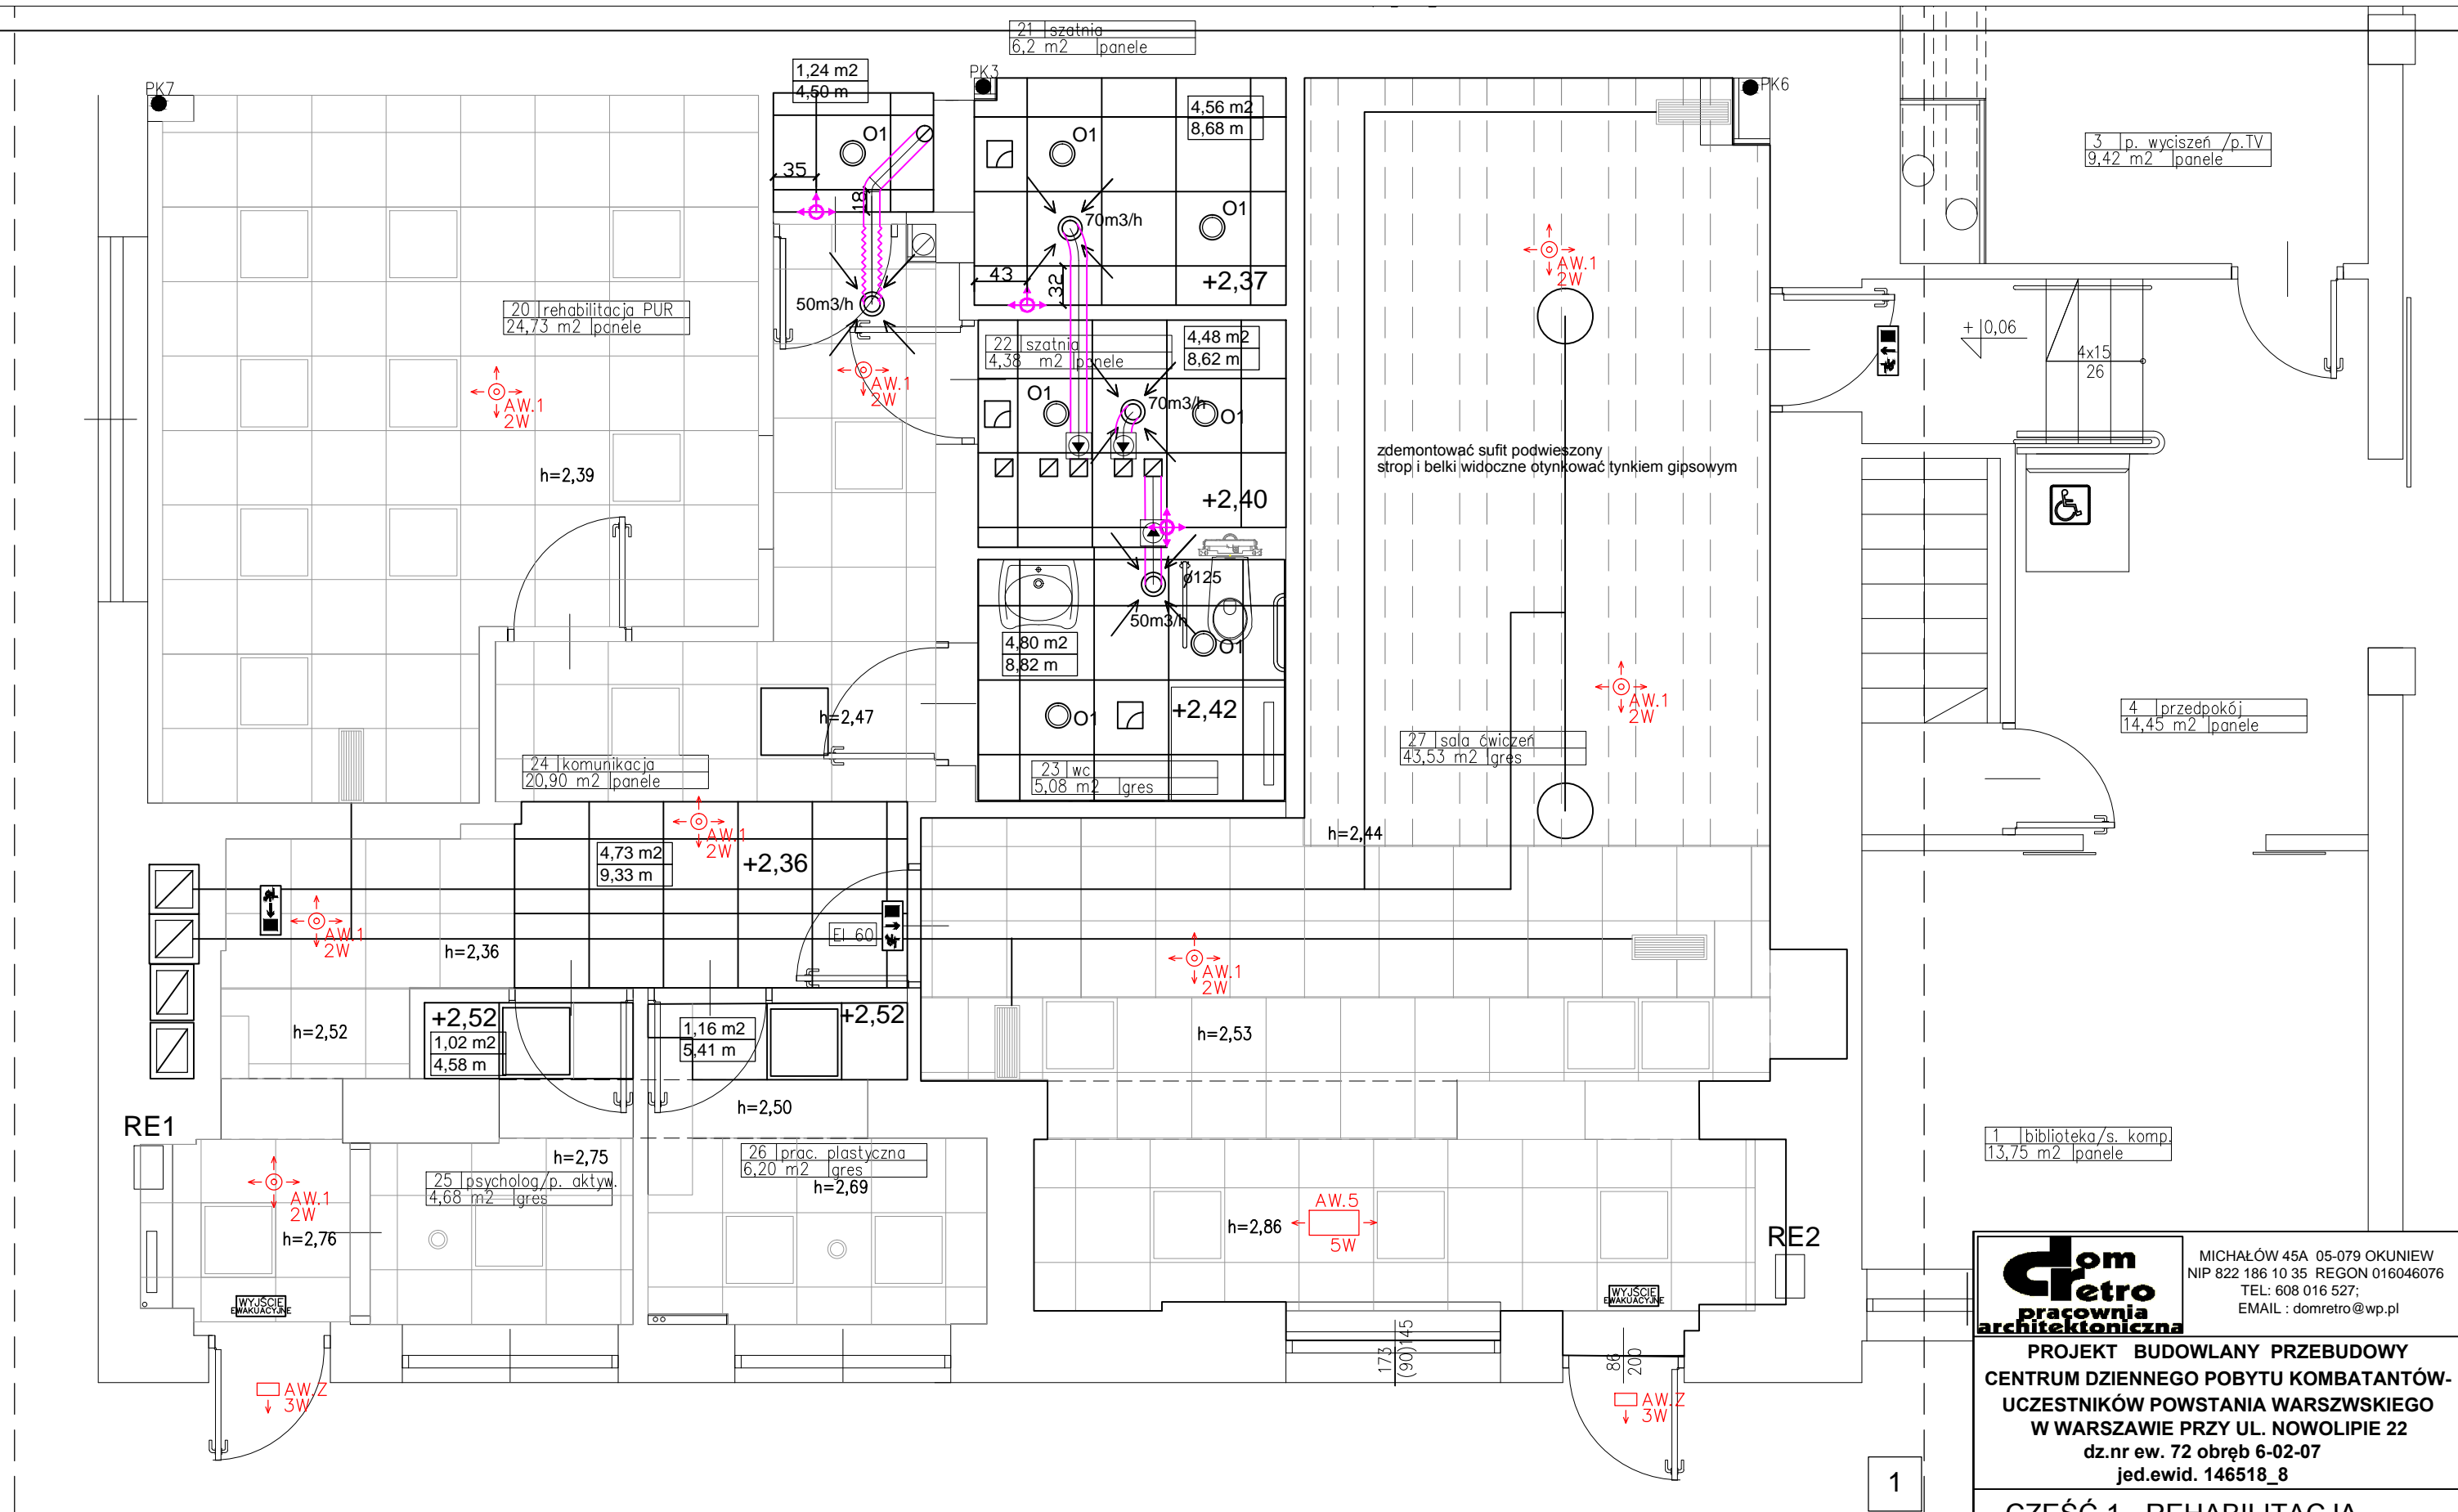 21 szatnia
6,2 m2 panele
PK7
1,24 m2
4,50 m
PK3
PK6
4,56 m2
8,68 m
O1
O1
O1
3 p. wyciszeń /p.TV
9,42 m2 panele
35
18
70m3/h
43
32
+2,37
AW.1
2W
50m3/h
20 rehabilitacja PUR
24,73 m2 panele
22 szatnia
4,38 m2 panele
4,48 m2
8,62 m
+0,06
4x15
26
AW.1
2W
AW.1
2W
O1
70m3/h
O1
h=2,39
zdemontować sufit podwieszony
strop i belki widoczne otynkować tynkiem gipsowym
+2,40
ø125
50m3/h
4,80 m2
8,82 m
O1
O1
+2,42
h=2,47
AW.1
2W
4 przedpokój
14,45 m2 panele
24 komunikacja
20,90 m2 panele
23 wc
5,08 m2 gres
27 sala ćwiczeń
43,53 m2 gres
AW.1
2W
h=2,44
4,73 m2
9,33 m
+2,36
AW.1
2W
h=2,36
EI 60
AW.1
2W
h=2,52
+2,52
1,02 m2
4,58 m
1,16 m2
5,41 m
+2,52
h=2,53
h=2,50
RE1
h=2,75
26 prac. plastyczna
6,20 m2 gres
h=2,69
25 psycholog/p. aktyw.
4,68 m2 gres
1 biblioteka/s. komp.
13,75 m2 panele
AW.1
2W
h=2,76
AW.5
5W
h=2,86
RE2
WYJŚCIE
EWAKUACYJNE
WYJŚCIE
EWAKUACYJNE
173
(90)145
86
200
AW.Z
3W
AW.Z
3W
dom
retro
pracownia
architektoniczna
MICHAŁÓW 45A 05-079 OKUNIEW
NIP 822 186 10 35 REGON 016046076
TEL: 608 016 527;
EMAIL : domretro@wp.pl
PROJEKT BUDOWLANY PRZEBUDOWY
CENTRUM DZIENNEGO POBYTU KOMBATANTÓW-
UCZESTNIKÓW POWSTANIA WARSZWSKIEGO
W WARSZAWIE PRZY UL. NOWOLIPIE 22
dz.nr ew. 72 obręb 6-02-07
jed.ewid. 146518_8
1
CZĘŚĆ 1 - REHABILITACJA